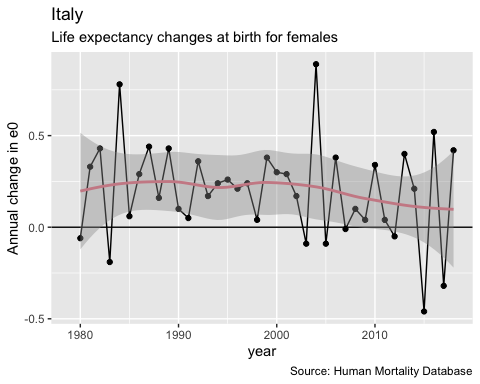 Italy
Life expectancy changes at birth for females
Annual change in e0
0.5
0.0
-0.5
1980
1990
2000
2010
year
Source: Human Mortality Database